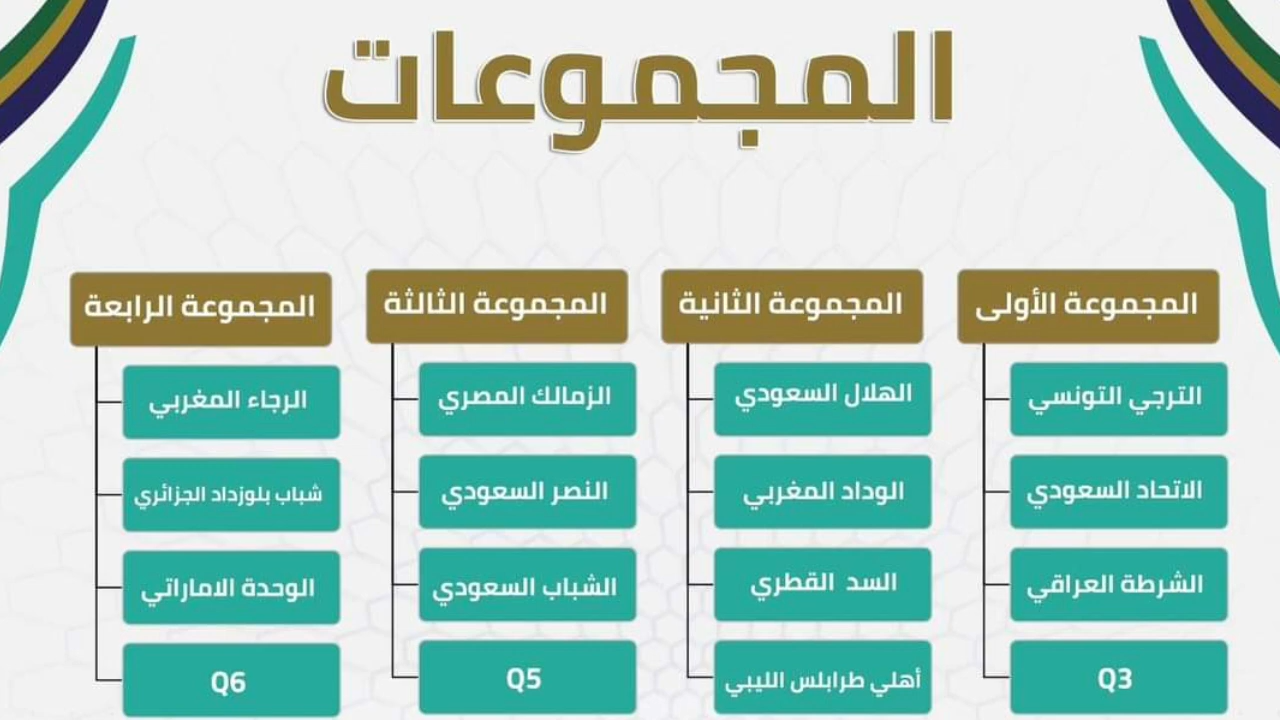 المجموعات
المجموعة الأولى
الترجي التونسي
الاتحاد السعودي
الشرطة العراقي
Q3
المجموعة الثانية
الهلال السعودي
الوداد المغربي
السد القطري
أهلي طرابلس الليبي
المجموعة الثالثة
الزمالك المصري
النصر السعودي
الشباب السعودي
Q5
المجموعة الرابعة
الرجاء المغربي
شباب بلوزداد الجزائري
الوحدة الاماراتي
Q6